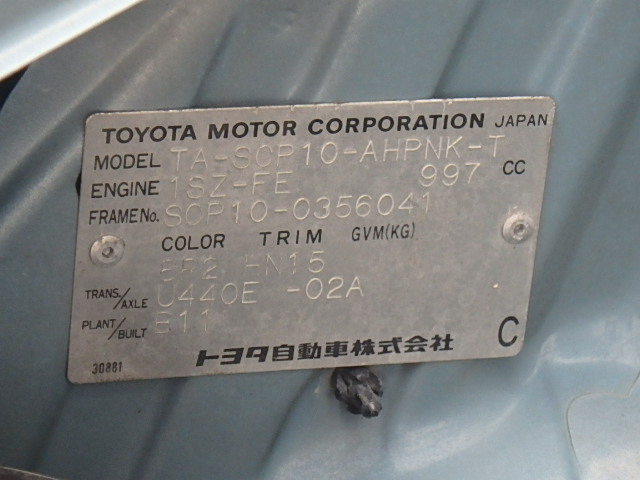 TOYOTA MOTOR CORPORATION JAPAN
MODEL TA-SCP10-AHPNK-T
ENGINE 1SZ-FE 997 CC
FRAME No. SCP10-0356041
COLOR TRIM GVM(KG)
-HN15
TRANS./AXLE U440E -02A
PLANT/BUILT
トヨタ自動車株式会社 C
30881